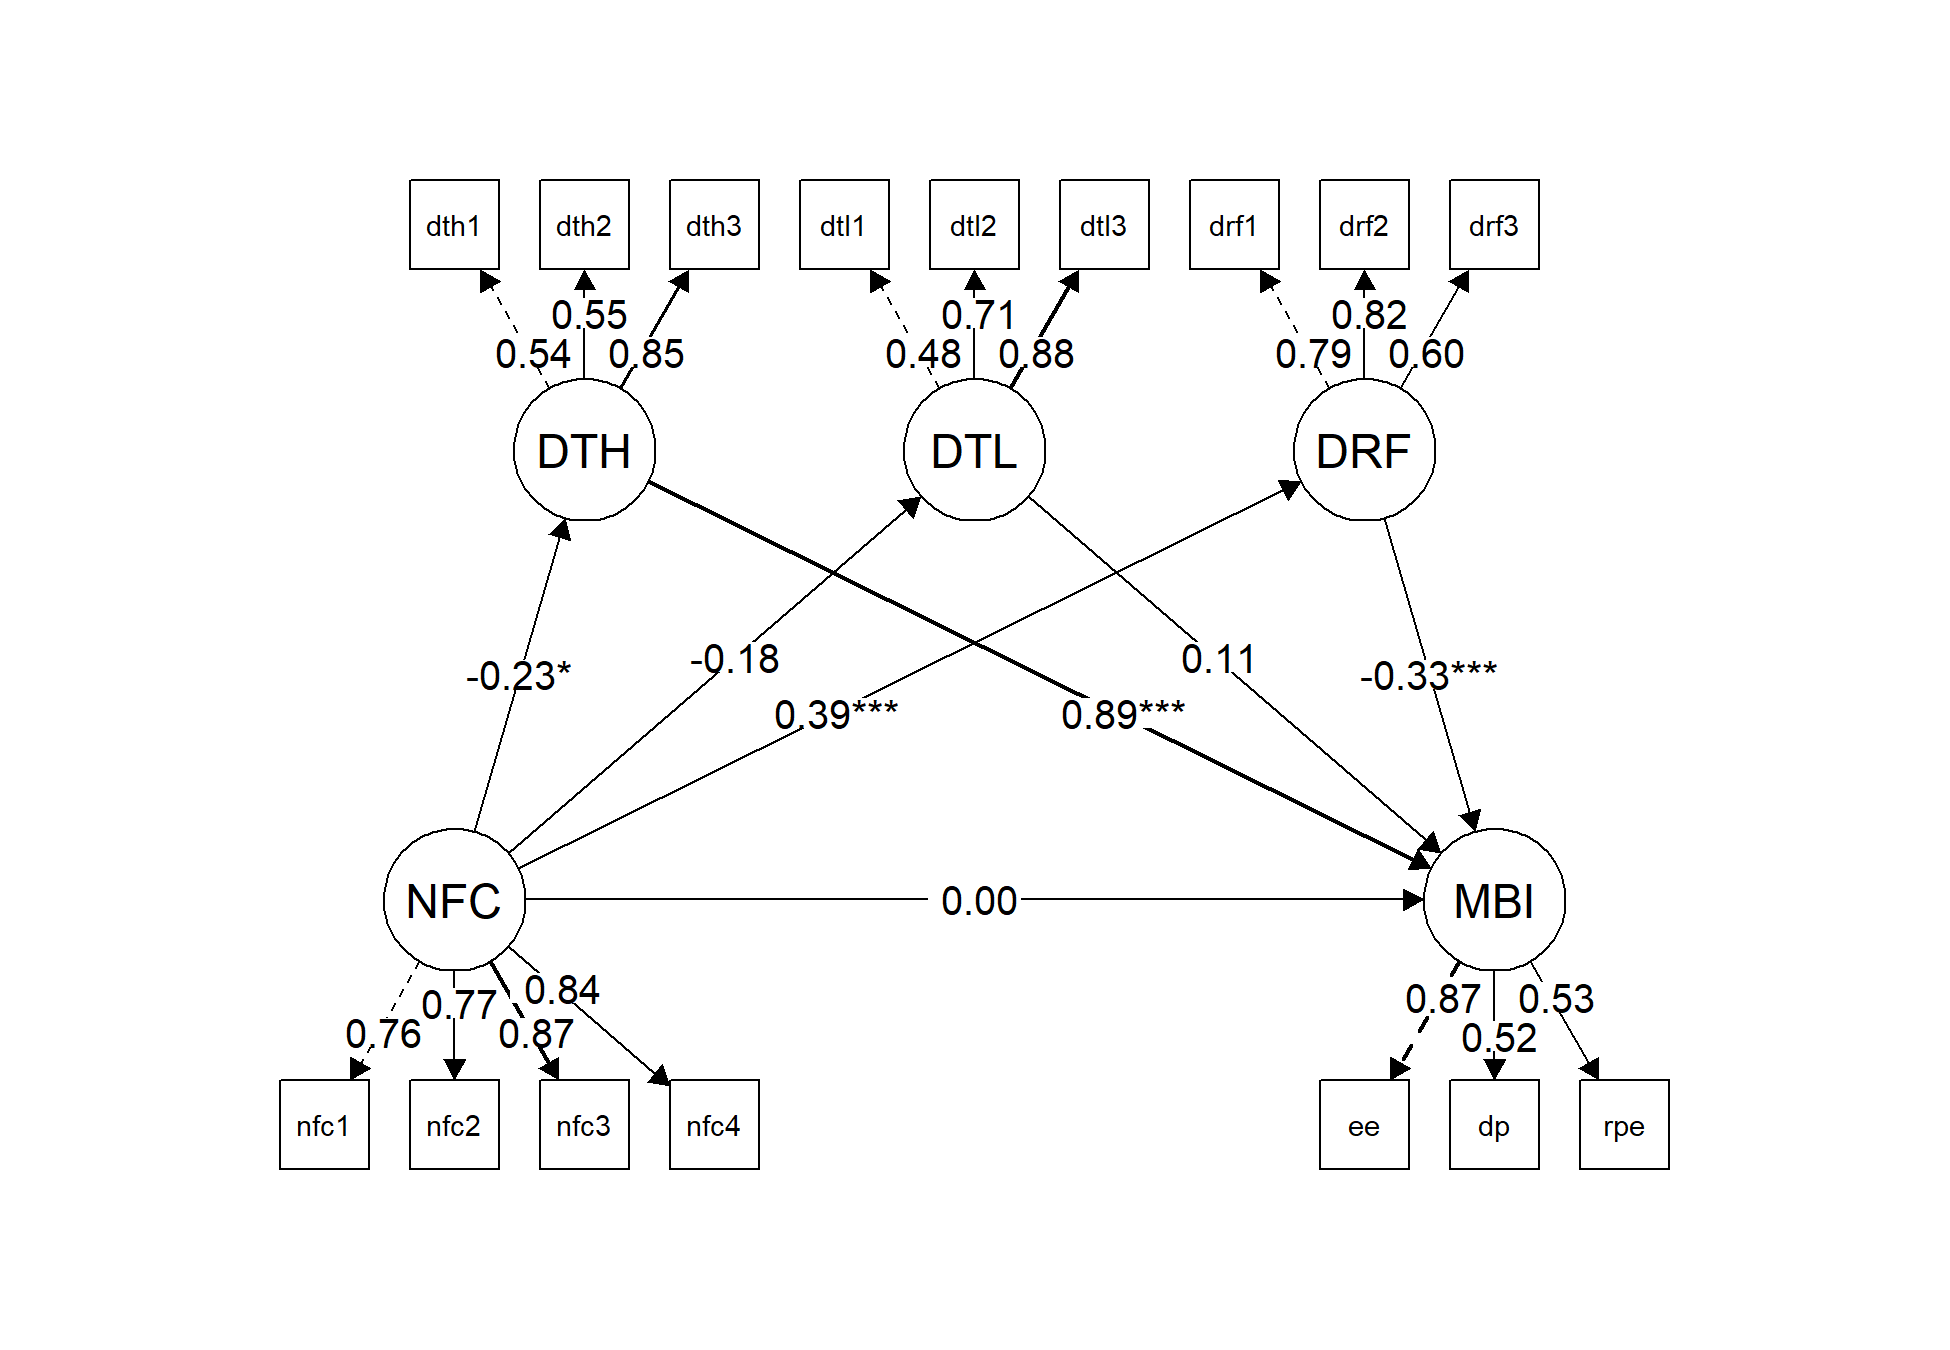 dth1 dth2 dth3 dtl1 dtl2 dtl3 drf1 drf2 drf3
0.55 0.71 0.82
0.54 0.85 0.48 0.88 0.79 0.60
DTH DTL DRF
-0.18 0.11
-0.23* -0.33***
0.39*** 0.89***
NFC 0.00 MBI
0.84
0.77 0.87 0.53
0.76 0.87 0.52
nfc1 nfc2 nfc3 nfc4 ee dp rpe